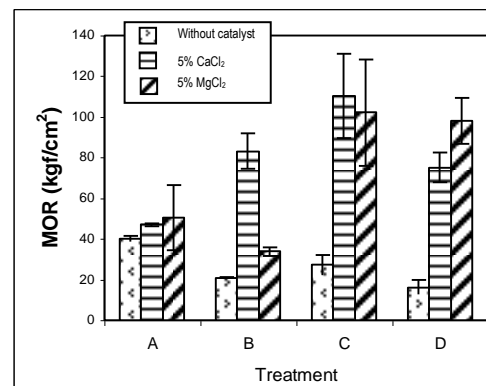 MOR (kgf/cm²)
140
120
100
80
60
40
20
0
Without catalyst
5% CaCl₂
5% MgCl₂
A B C D
Treatment